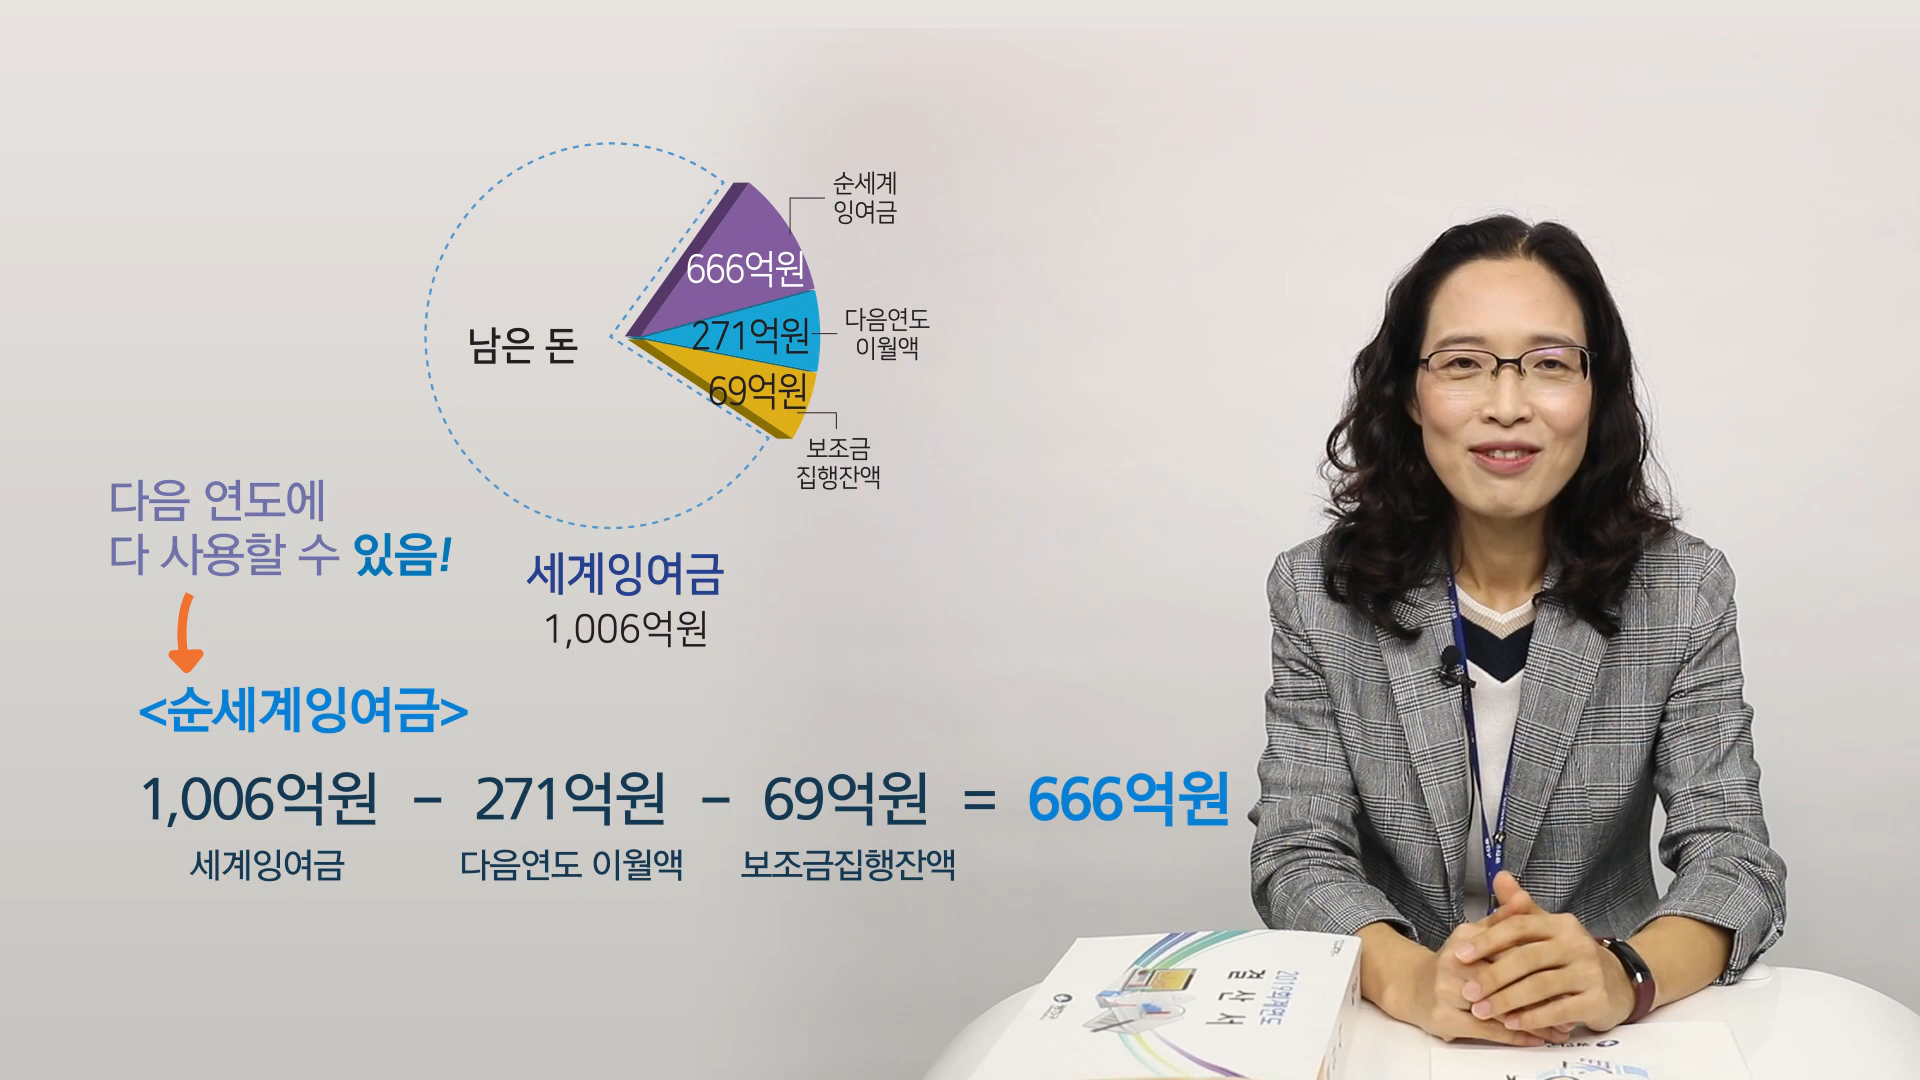 순세계
잉여금
666억원
271억원
다음연도
이월액
남은 돈
69억원
보조금
집행잔액
다음 연도에
다 사용할 수 있음!
세계잉여금
1,006억원
<순세계잉여금>
1,006억원 – 271억원 – 69억원 = 666억원
세계잉여금 다음연도 이월액 보조금집행잔액
2019회계연도
결산서